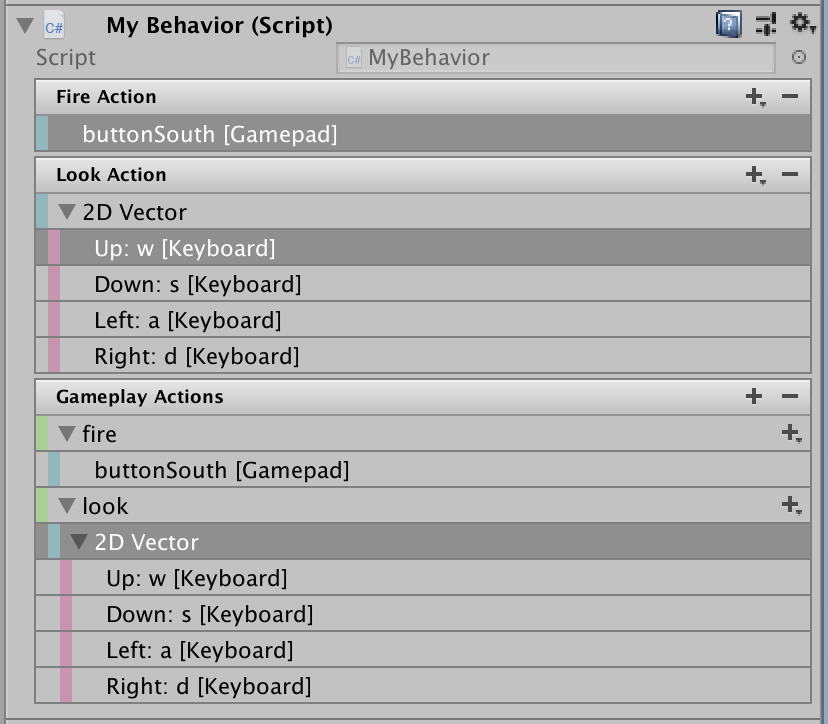 C# My Behavior (Script)
Script C# MyBehavior
Fire Action
buttonSouth [Gamepad]
Look Action
2D Vector
Up: w [Keyboard]
Down: s [Keyboard]
Left: a [Keyboard]
Right: d [Keyboard]
Gameplay Actions
fire
buttonSouth [Gamepad]
look
2D Vector
Up: w [Keyboard]
Down: s [Keyboard]
Left: a [Keyboard]
Right: d [Keyboard]